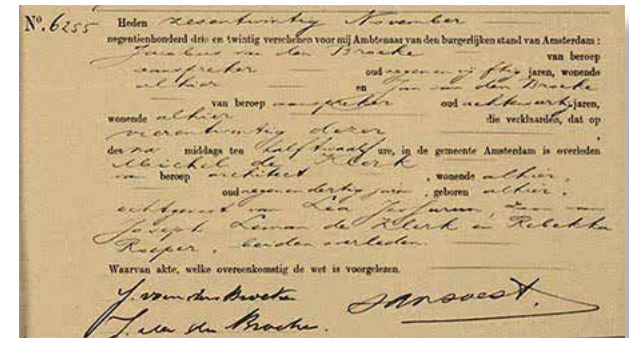 Nº. 6255 Heden zesentwintig November
negentienhonderd drie en twintig verschenen voor mij Ambtenaar van den burgerlijken stand van Amsterdam :
Jacobus van den Broeke van beroep
aanspreker oud negenenvijftig jaren, wonende
alhier en Jan van den Broeke
van beroep aanspreker oud jaren,
wonende alhier die verklaarden, dat op
vierentwintig dezer ,
des na middags ten half twaalf ure, in de gemeente Amsterdam is overleden
Michel de Klerk
van beroep architect , wonende alhier,
oud negenendertig jaren , geboren alhier,
echtgenoot van Lea Jessurun, zoon van
Joseph Leman de Klerk en Rebekka
Roeper, beiden overleden.
Waarvan akte, welke overeenkomstig de wet is voorgelezen.
J. van den Broeke
J. van den Broeke.